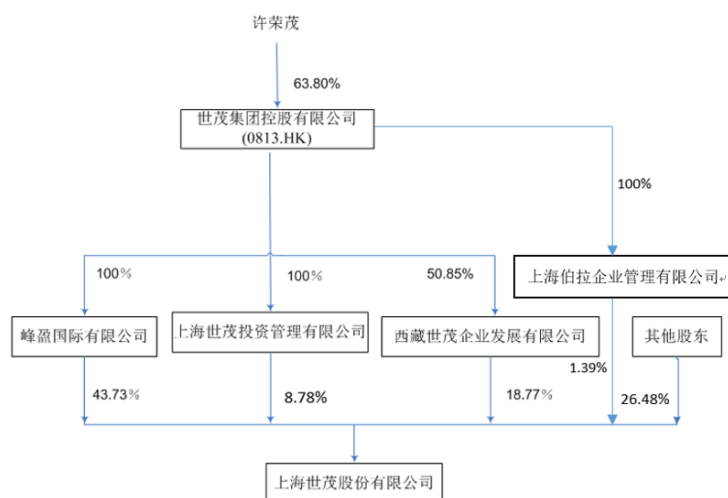 许荣茂
63.80%
世茂集团控股有限公司
(0813.HK)
100%
100%
100%
50.85%
上海伯拉企业管理有限公司
峰盈国际有限公司
上海世茂投资管理有限公司
西藏世茂企业发展有限公司
其他股东
43.73%
8.78%
18.77%
1.39%
26.48%
上海世茂股份有限公司